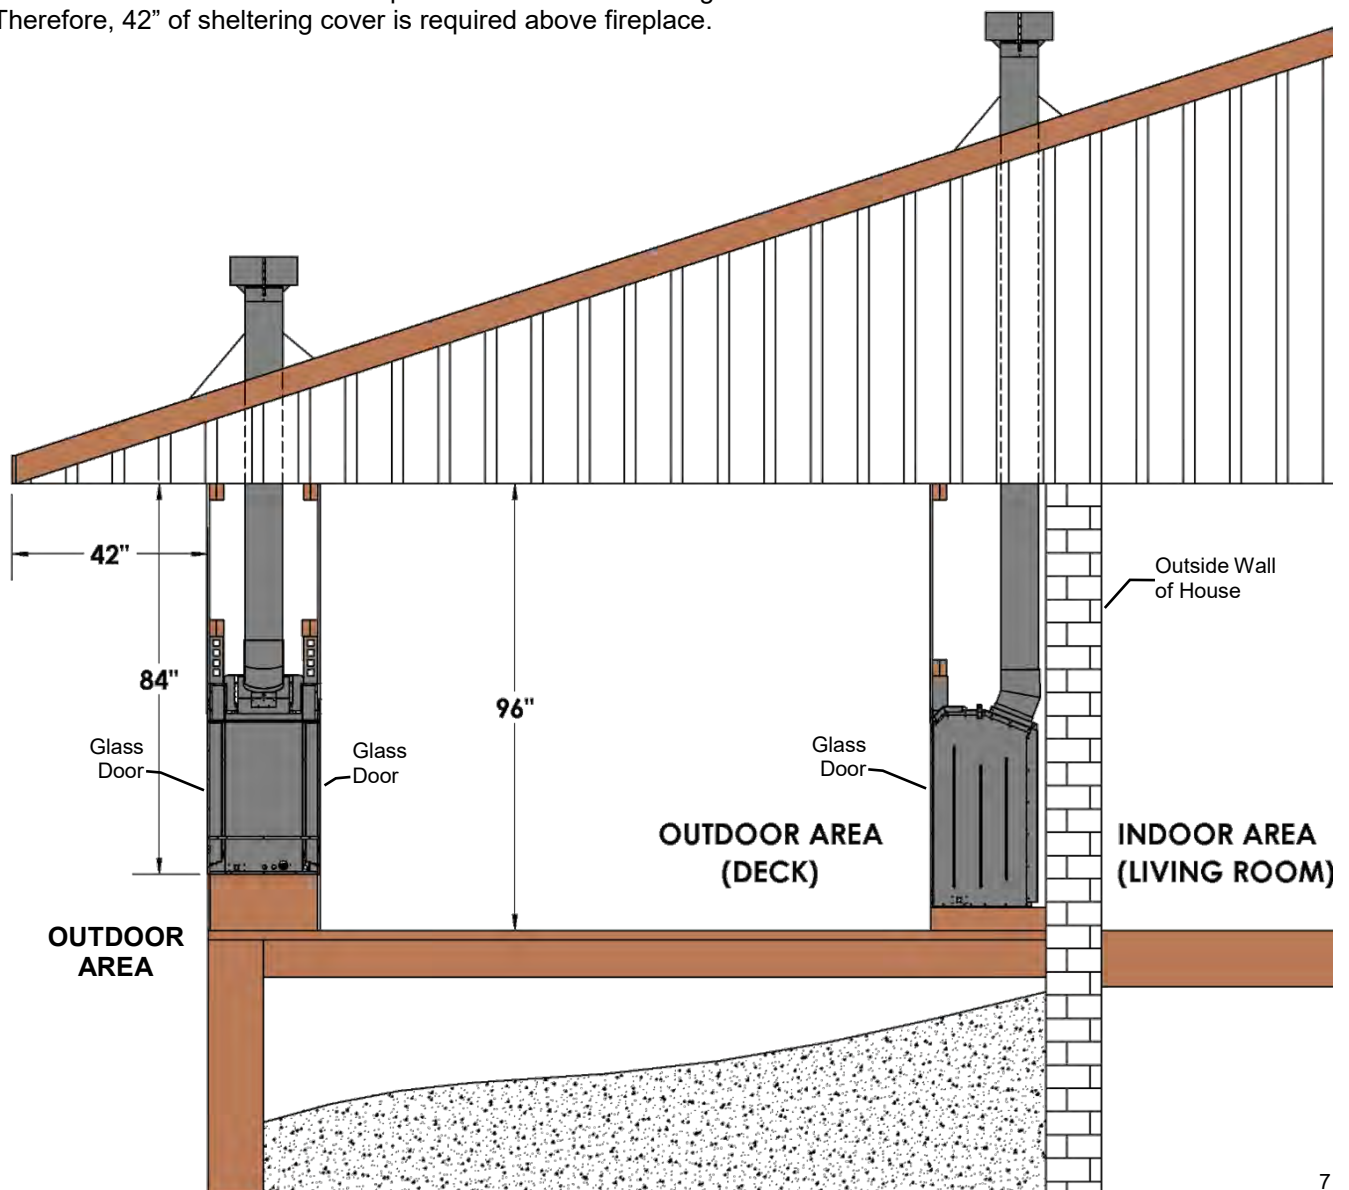 Therefore, 42” of sheltering cover is required above fireplace.
42"
84"
96"
Outside Wall
of House
Glass
Door
Glass
Door
Glass
Door
OUTDOOR AREA
(DECK)
INDOOR AREA
(LIVING ROOM)
OUTDOOR
AREA
7